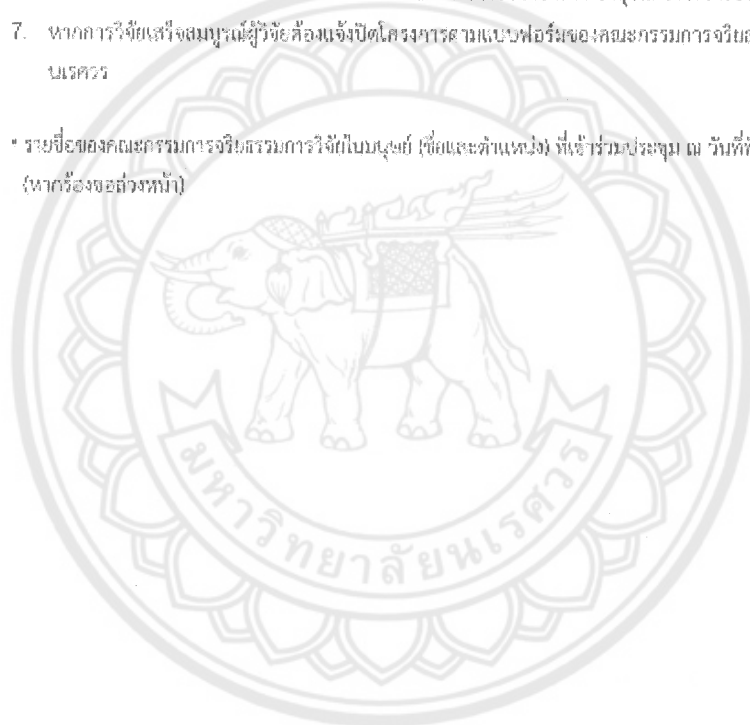 7. หากการวิจัยเสร็จสมบูรณ์ผู้วิจัยต้องแจ้งปิดโครงการตามแบบฟอร์มของคณะกรรมการจริย
นเรศวร
* รายชื่อของคณะกรรมการจริยธรรมการวิจัยในมนุษย์ (ชื่อและตำแหน่ง) ที่เข้าร่วมประชุม ณ วันที่
(หากร้องขอล่วงหน้า)
มหาวิทยาลัยนเรศวร